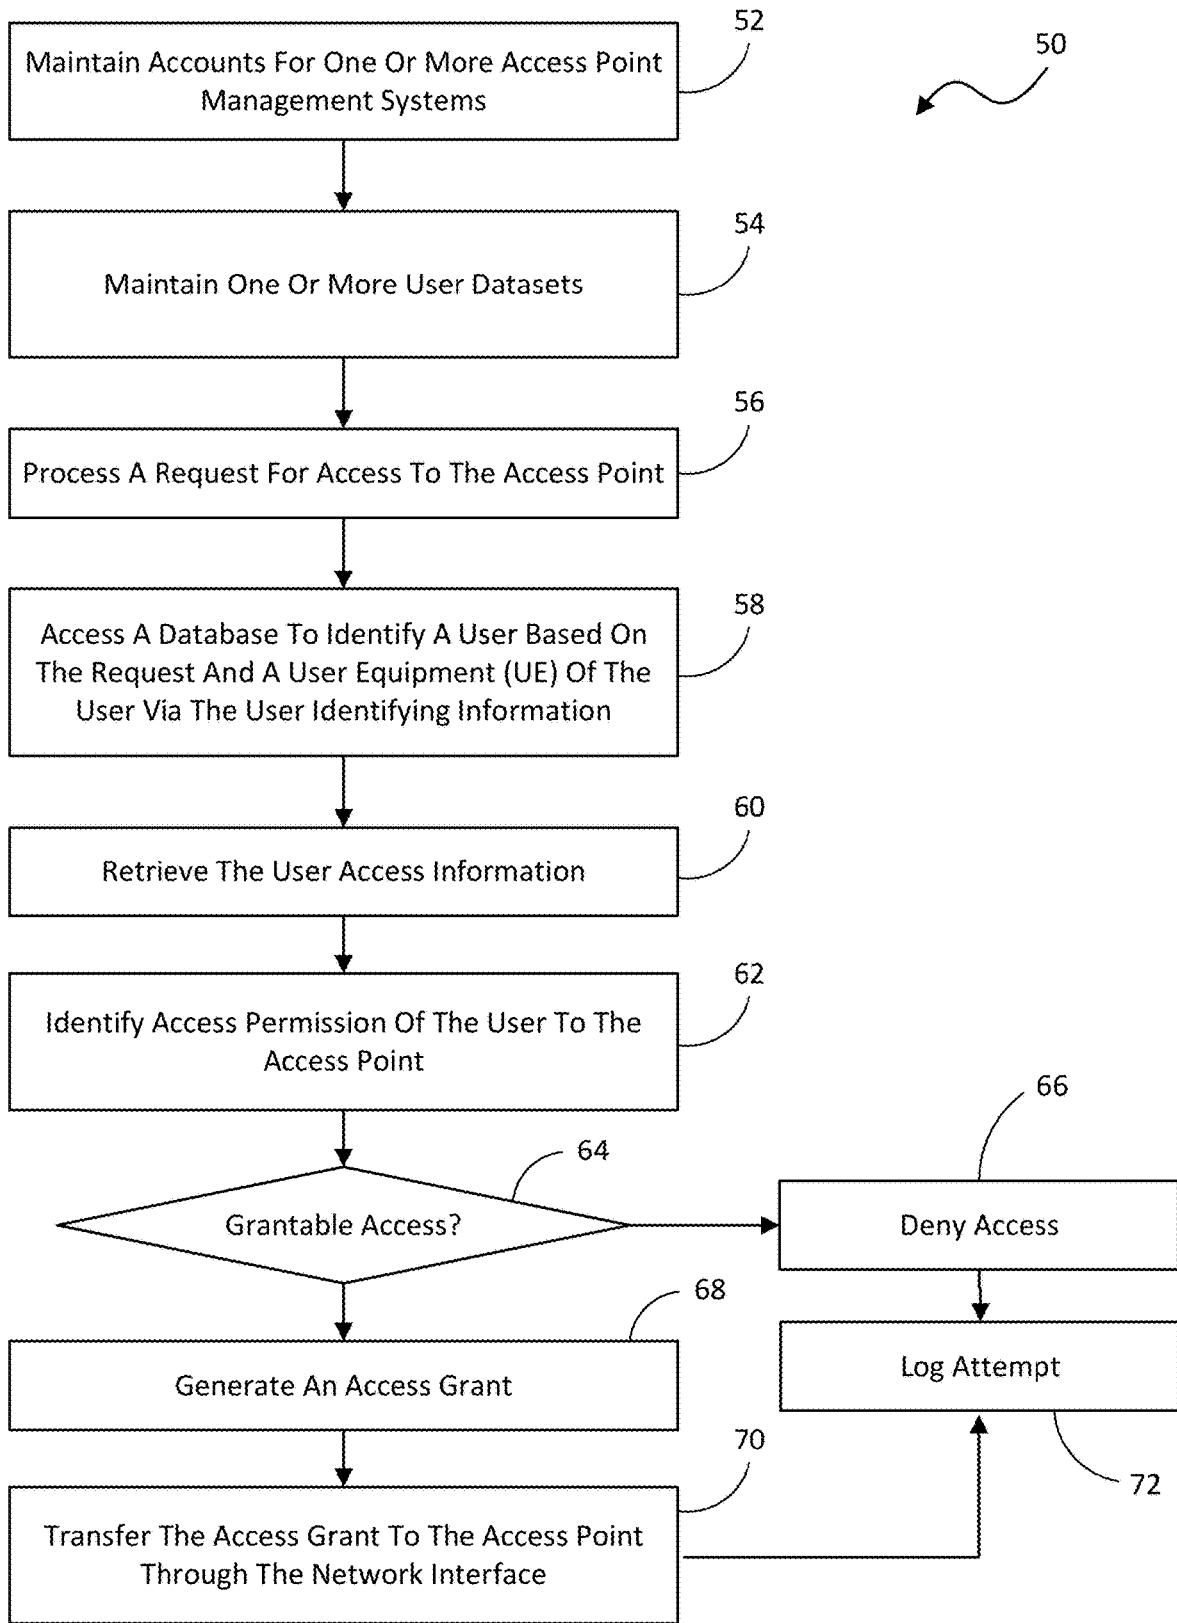 52
Maintain Accounts For One Or More Access Point
Management Systems
50
54
Maintain One Or More User Datasets
56
Process A Request For Access To The Access Point
58
Access A Database To Identify A User Based On
The Request And A User Equipment (UE) Of The
User Via The User Identifying Information
60
Retrieve The User Access Information
62
Identify Access Permission Of The User To The
Access Point
64
Grantable Access?
66
Deny Access
68
Generate An Access Grant
Log Attempt
72
70
Transfer The Access Grant To The Access Point
Through The Network Interface